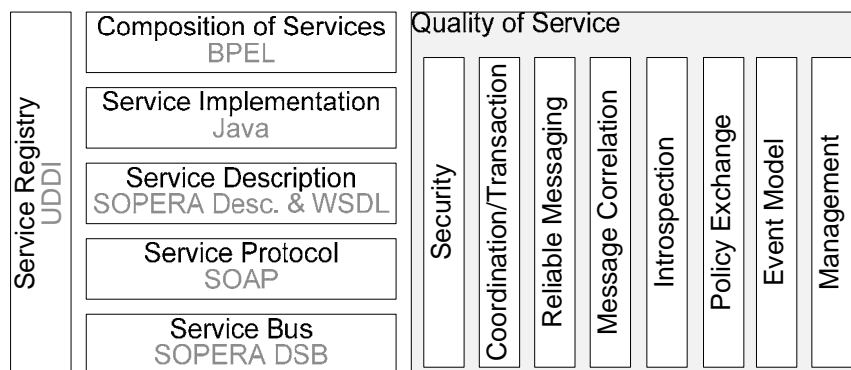 Service Registry
UDDI
Composition of Services
BPEL
Service Implementation
Java
Service Description
SOPERA Desc. & WSDL
Service Protocol
SOAP
Service Bus
SOPERA DSB
Quality of Service
Security
Coordination/Transaction
Reliable Messaging
Message Correlation
Introspection
Policy Exchange
Event Model
Management